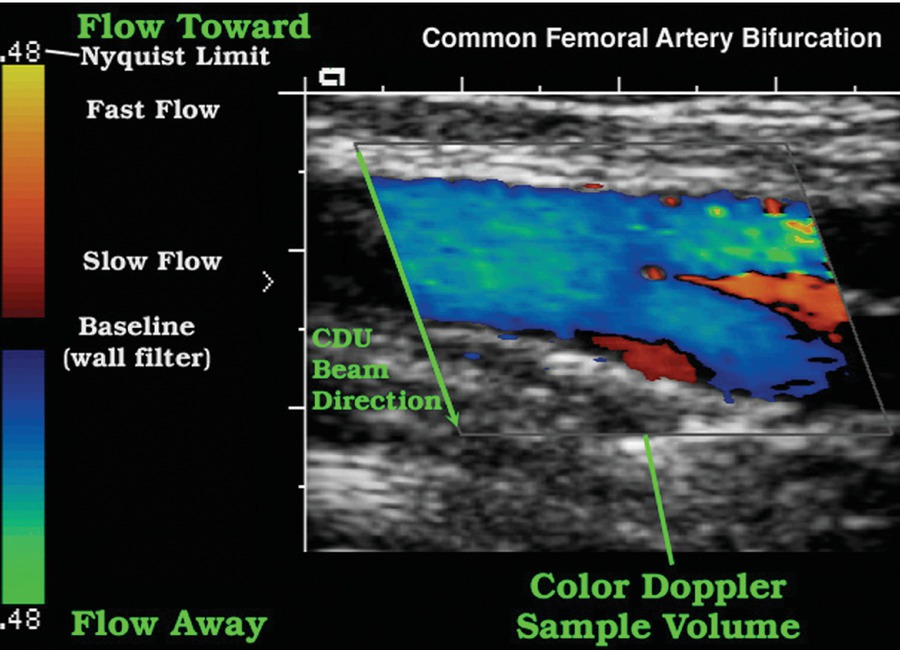 Flow Toward
.48
Nyquist Limit
Common Femoral Artery Bifurcation
Fast Flow
Slow Flow
Baseline
(wall filter)
CDU
Beam
Direction
.48
Flow Away
Color Doppler
Sample Volume